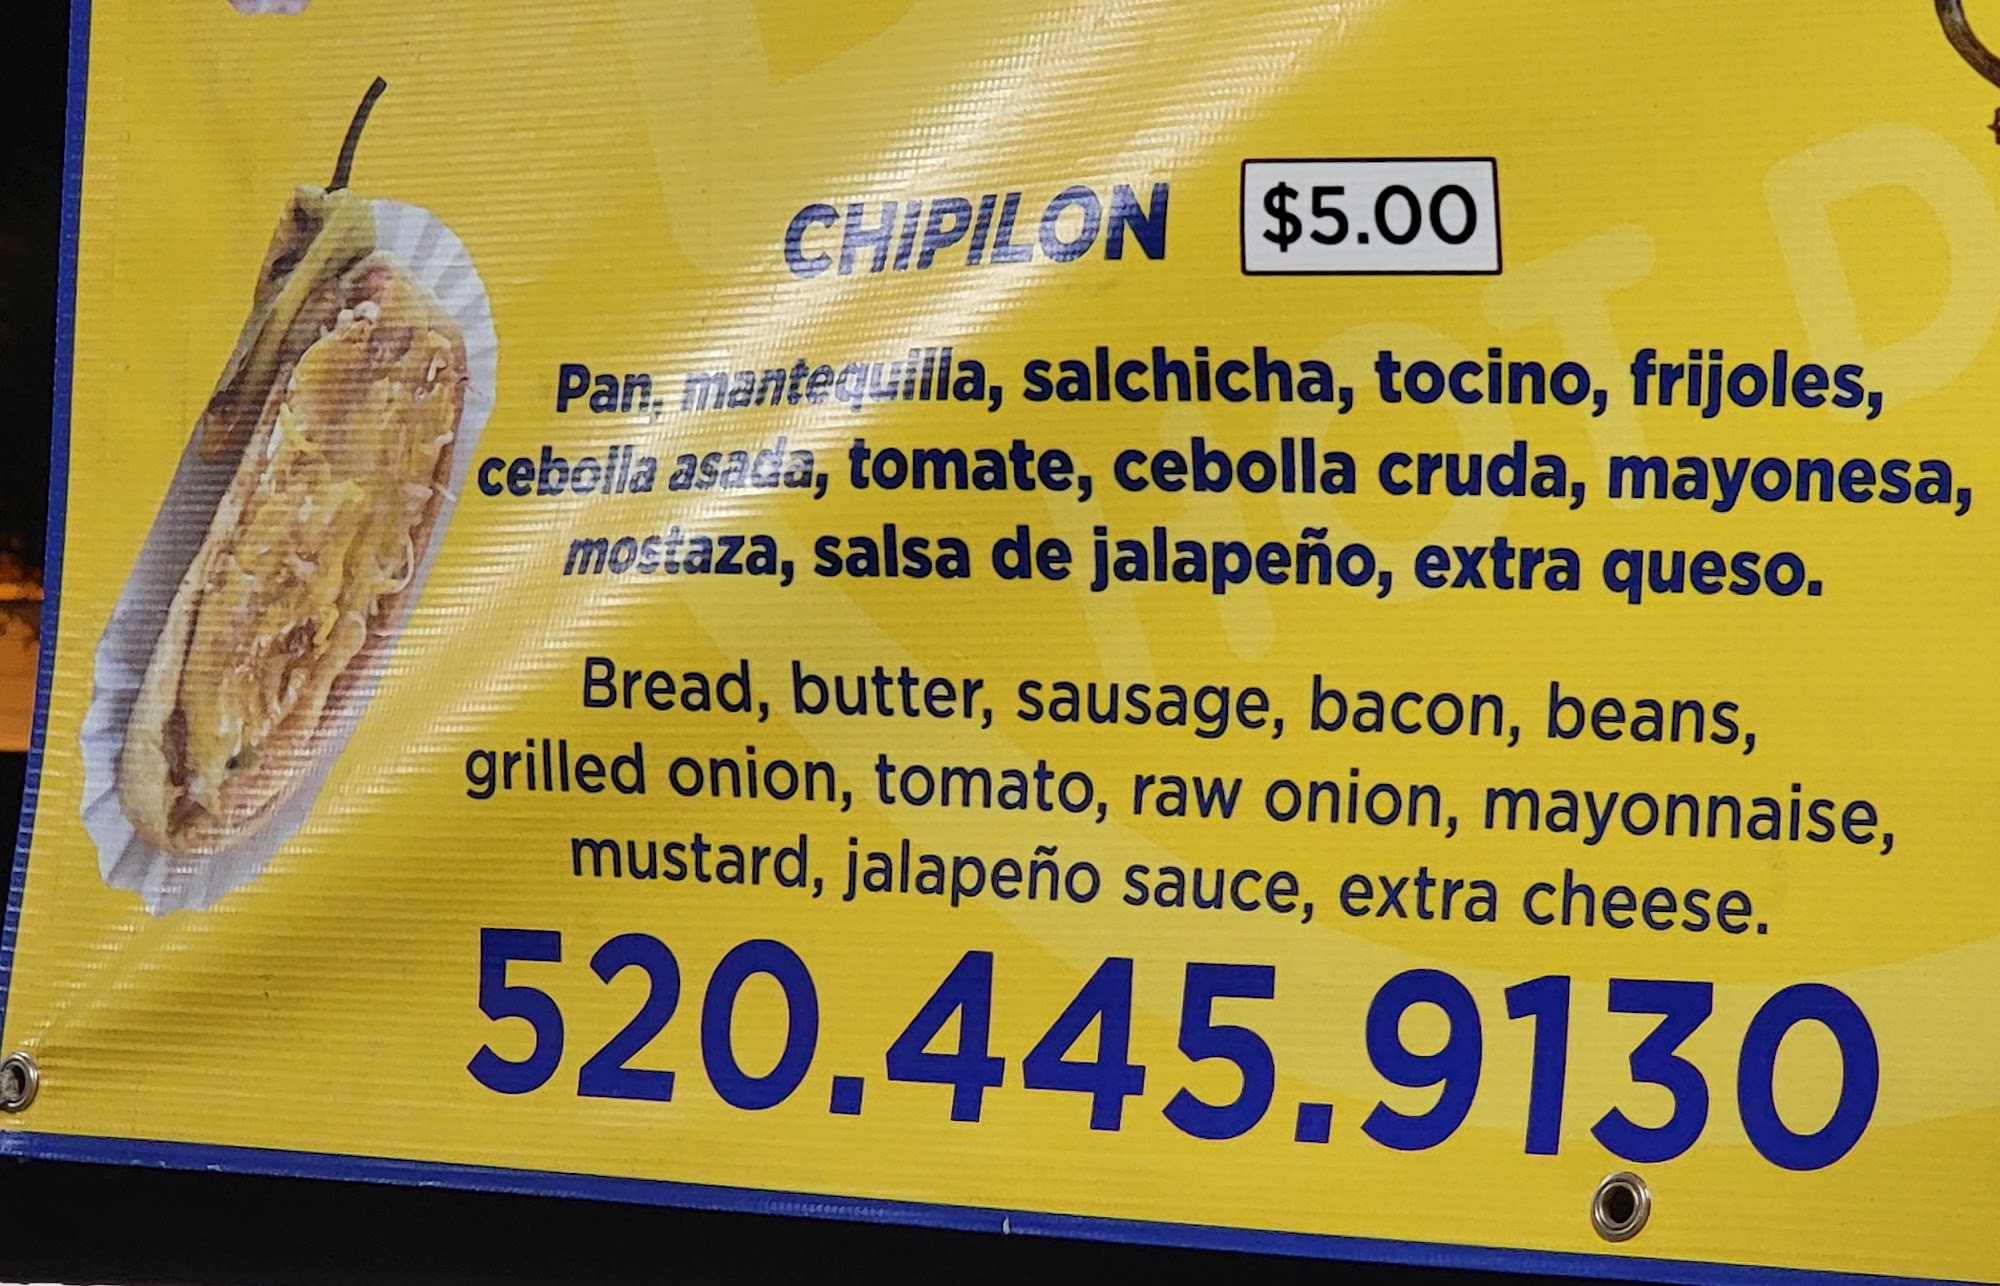 CHIPILON $5.00
Pan, mantequilla, salchicha, tocino, frijoles,
cebolla asada, tomate, cebolla cruda, mayonesa,
mostaza, salsa de jalapeño, extra queso.
Bread, butter, sausage, bacon, beans,
grilled onion, tomato, raw onion, mayonnaise,
mustard, jalapeño sauce, extra cheese.
520.445.9130
HOT D